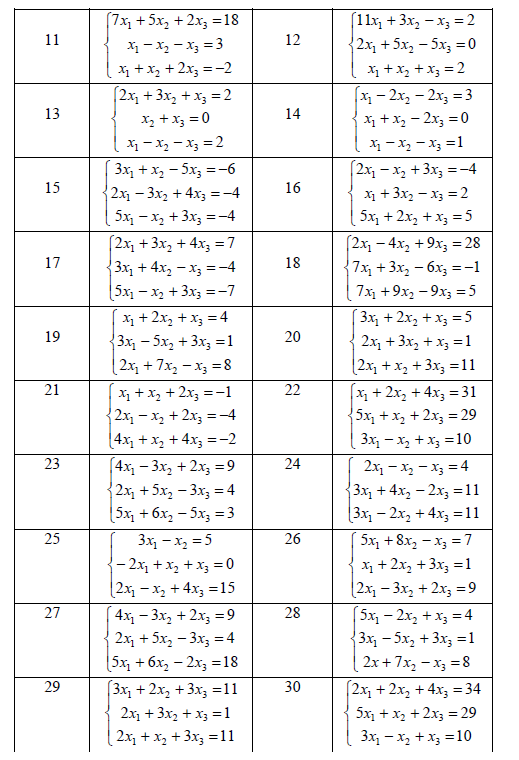 11
7x₁ + 5x₂ + 2x₃ = 18
x₁ − x₂ − x₃ = 3
x₁ + x₂ + 2x₃ = −2
12
11x₁ + 3x₂ − x₃ = 2
2x₁ + 5x₂ − 5x₃ = 0
x₁ + x₂ + x₃ = 2
13
2x₁ + 3x₂ + x₃ = 2
x₂ + x₃ = 0
x₁ − x₂ − x₃ = 2
14
x₁ − 2x₂ − 2x₃ = 3
x₁ + x₂ − 2x₃ = 0
x₁ − x₂ − x₃ = 1
15
3x₁ + x₂ − 5x₃ = −6
2x₁ − 3x₂ + 4x₃ = −4
5x₁ − x₂ + 3x₃ = −4
16
2x₁ − x₂ + 3x₃ = −4
x₁ + 3x₂ − x₃ = 2
5x₁ + 2x₂ + x₃ = 5
17
2x₁ + 3x₂ + 4x₃ = 7
3x₁ + 4x₂ − x₃ = −4
5x₁ − x₂ + 3x₃ = −7
18
2x₁ − 4x₂ + 9x₃ = 28
7x₁ + 3x₂ − 6x₃ = −1
7x₁ + 9x₂ − 9x₃ = 5
19
x₁ + 2x₂ + x₃ = 4
3x₁ − 5x₂ + 3x₃ = 1
2x₁ + 7x₂ − x₃ = 8
20
3x₁ + 2x₂ + x₃ = 5
2x₁ + 3x₂ + x₃ = 1
2x₁ + x₂ + 3x₃ = 11
21
x₁ + x₂ + 2x₃ = −1
2x₁ − x₂ + 2x₃ = −4
4x₁ + x₂ + 4x₃ = −2
22
x₁ + 2x₂ + 4x₃ = 31
5x₁ + x₂ + 2x₃ = 29
3x₁ − x₂ + x₃ = 10
23
4x₁ − 3x₂ + 2x₃ = 9
2x₁ + 5x₂ − 3x₃ = 4
5x₁ + 6x₂ − 5x₃ = 3
24
2x₁ − x₂ − x₃ = 4
3x₁ + 4x₂ − 2x₃ = 11
3x₁ − 2x₂ + 4x₃ = 11
25
3x₁ − x₂ = 5
− 2x₁ + x₂ + x₃ = 0
2x₁ − x₂ + 4x₃ = 15
26
5x₁ + 8x₂ − x₃ = 7
x₁ + 2x₂ + 3x₃ = 1
2x₁ − 3x₂ + 2x₃ = 9
27
4x₁ − 3x₂ + 2x₃ = 9
2x₁ + 5x₂ − 3x₃ = 4
5x₁ + 6x₂ − 2x₃ = 18
28
5x₁ − 2x₂ + x₃ = 4
3x₁ − 5x₂ + 3x₃ = 1
2x + 7x₂ − x₃ = 8
29
3x₁ + 2x₂ + 3x₃ = 11
2x₁ + 3x₂ + x₃ = 1
2x₁ + x₂ + 3x₃ = 11
30
2x₁ + 2x₂ + 4x₃ = 34
5x₁ + x₂ + 2x₃ = 29
3x₁ − x₂ + x₃ = 10